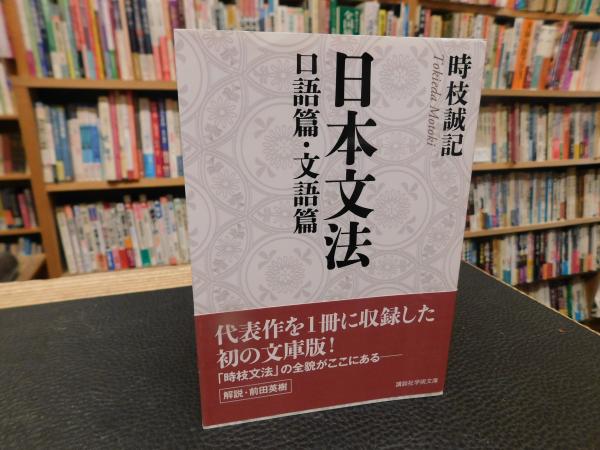 時枝誠記
Tokieda Motoki
日本文法
口語篇・文語篇
代表作を1冊に収録した
初の文庫版!
「時枝文法」の全貌がここにある――
解説・前田英樹
講談社学術文庫